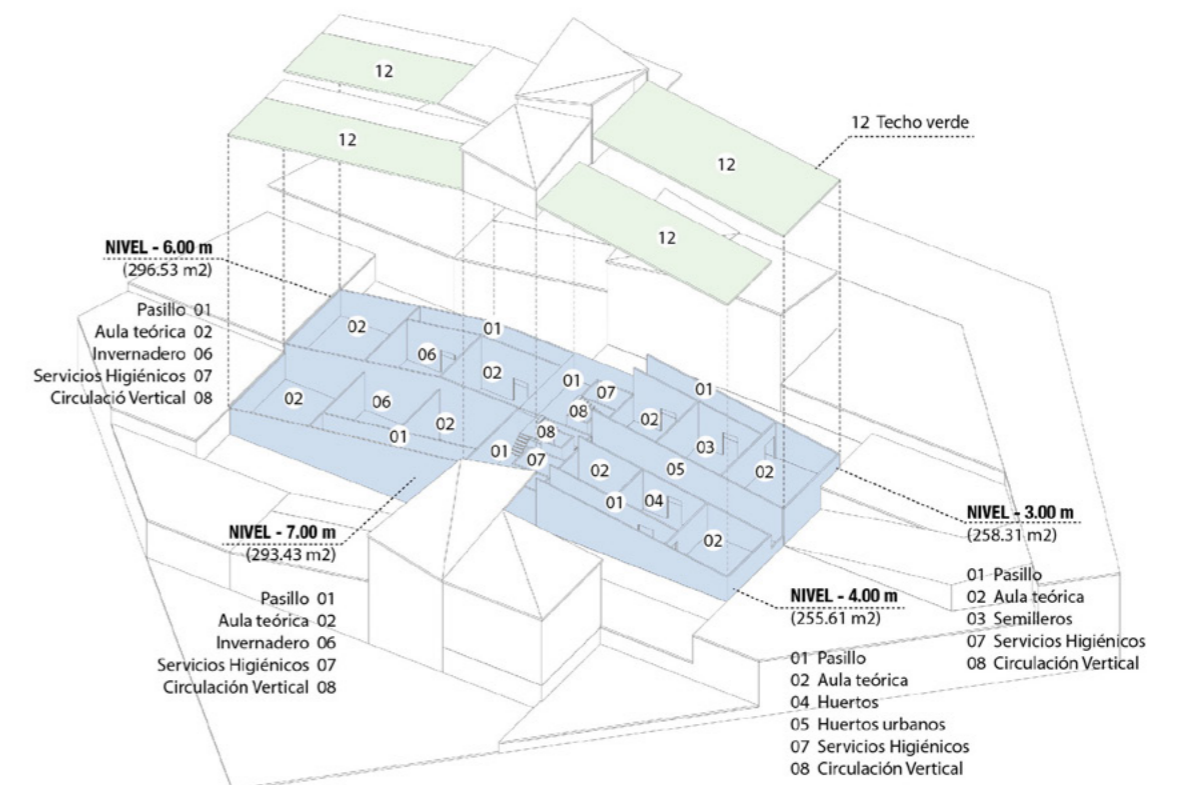 12
12
12 Techo verde
12
12
NIVEL - 6.00 m
(296.53 m2)
Pasillo 01
Aula teórica 02
Invernadero 06
Servicios Higiénicos 07
Circulació Vertical 08
02
01
06
02
01
07
01
08
02
02
06
02
01
08
03
01
07
02
05
02
01
04
02
NIVEL - 7.00 m
(293.43 m2)
Pasillo 01
Aula teórica 02
Invernadero 06
Servicios Higiénicos 07
Circulación Vertical 08
NIVEL - 3.00 m
(258.31 m2)
01 Pasillo
02 Aula teórica
03 Semilleros
07 Servicios Higiénicos
08 Circulación Vertical
NIVEL - 4.00 m
(255.61 m2)
01 Pasillo
02 Aula teórica
04 Huertos
05 Huertos urbanos
07 Servicios Higiénicos
08 Circulación Vertical